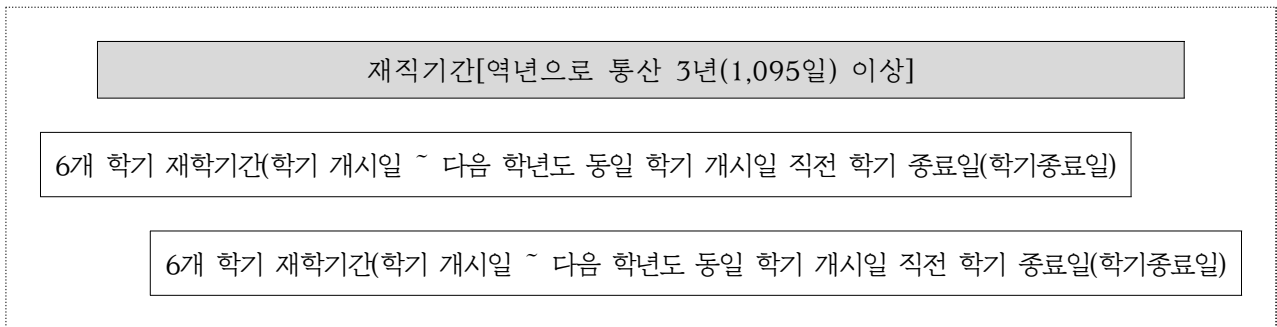 재직기간[역년으로 통산 3년(1,095일) 이상]
6개 학기 재학기간(학기 개시일 ~ 다음 학년도 동일 학기 개시일 직전 학기 종료일(학기종료일)
6개 학기 재학기간(학기 개시일 ~ 다음 학년도 동일 학기 개시일 직전 학기 종료일(학기종료일)